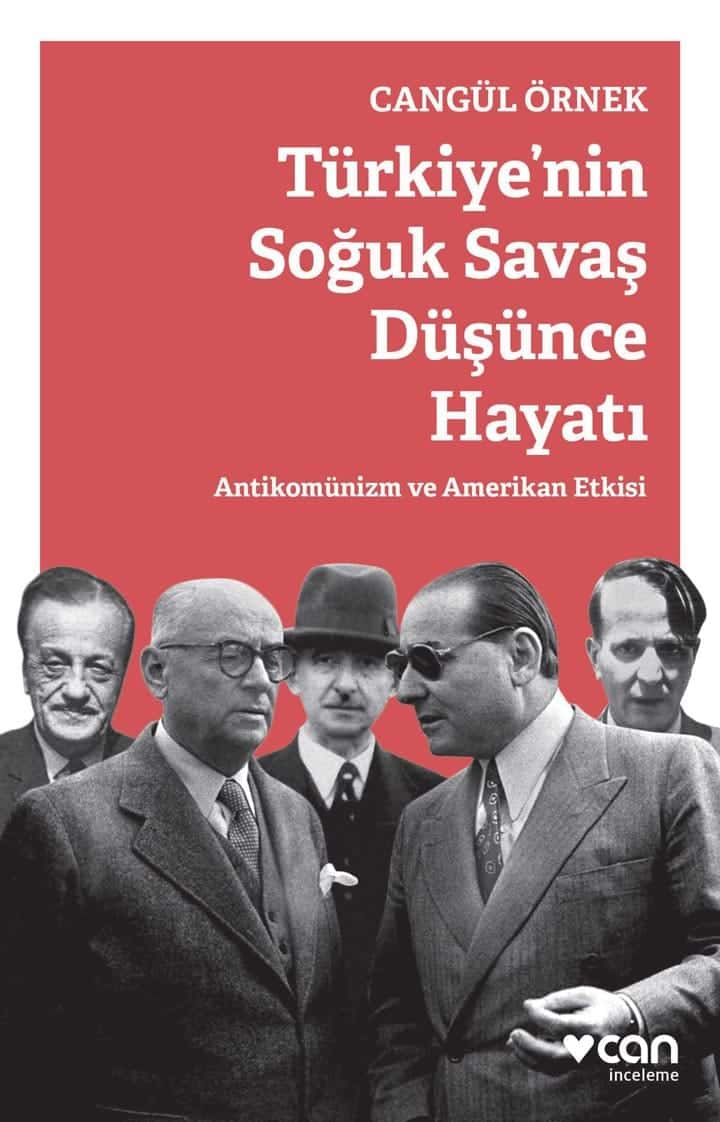 CANGÜL ÖRNEK
Türkiye’nin
Soğuk Savaş
Düşünce
Hayatı
Antikomünizm ve Amerikan Etkisi
can
inceleme